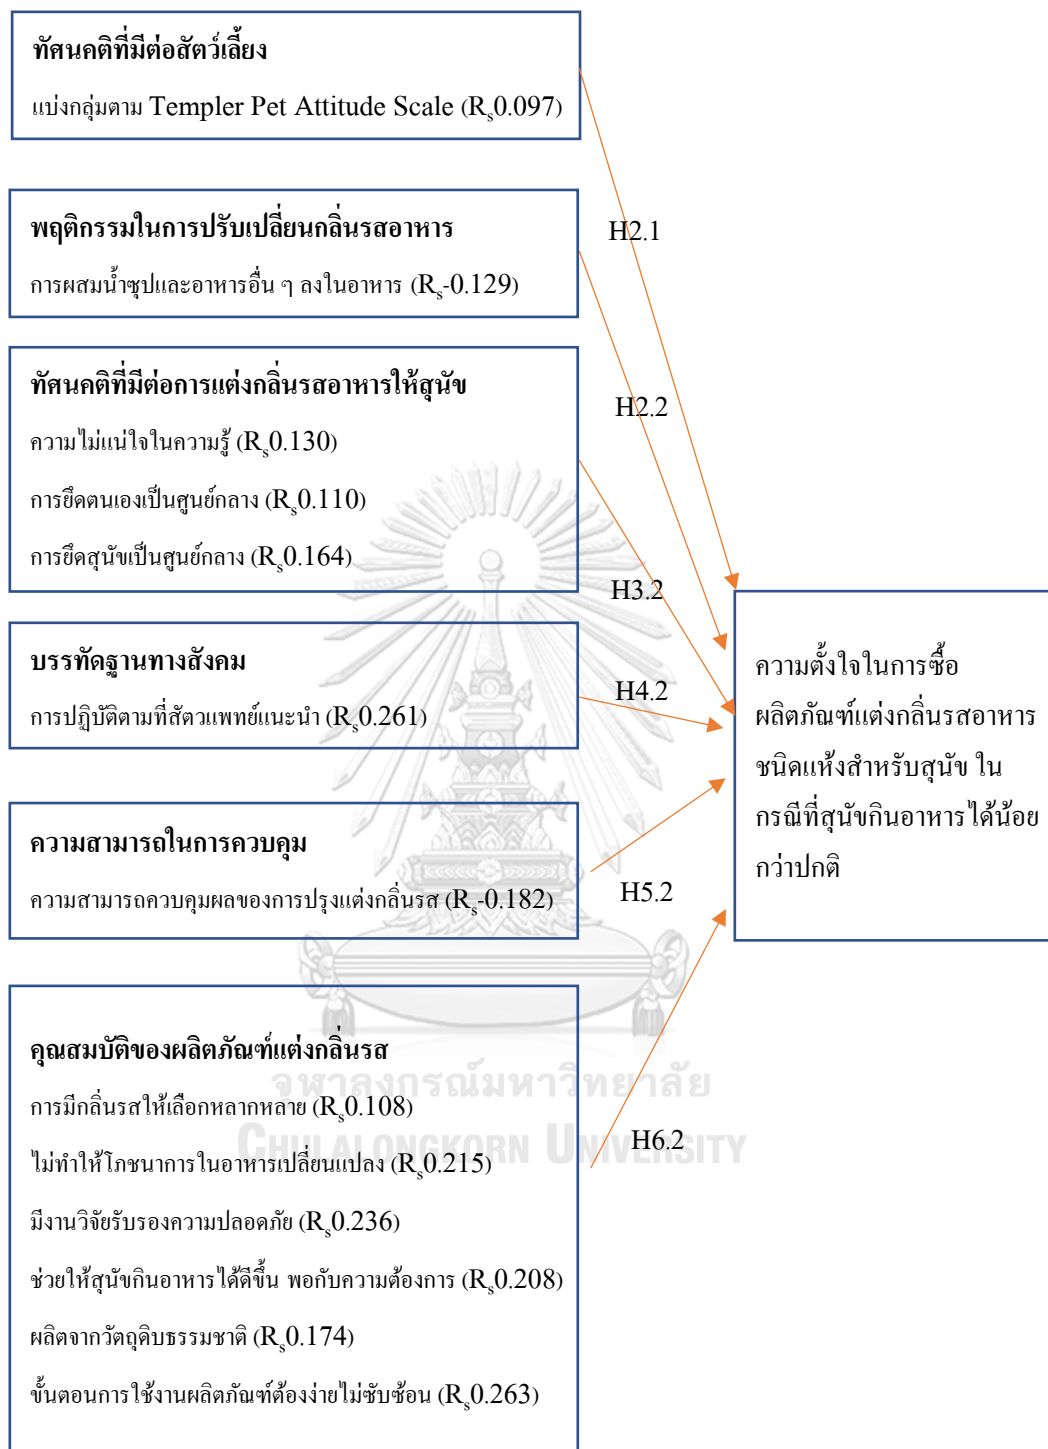 ทัศนคติที่มีต่อสัตว์เลี้ยง
แบ่งกลุ่มตาม Templer Pet Attitude Scale (Rs0.097)
H2.1
พฤติกรรมในการปรับเปลี่ยนกลิ่นรสอาหาร
การผสมน้ำซุปและอาหารอื่น ๆ ลงในอาหาร (Rs-0.129)
H2.2
ทัศนคติที่มีต่อการแต่งกลิ่นรสอาหารให้สุนัข
ความไม่แน่ใจในความรู้ (Rs0.130)
การยึดตนเองเป็นศูนย์กลาง (Rs0.110)
การยึดสุนัขเป็นศูนย์กลาง (Rs0.164)
H3.2
บรรทัดฐานทางสังคม
การปฏิบัติตามที่สัตวแพทย์แนะนำ (Rs0.261)
H4.2
ความสามารถในการควบคุม
ความสามารถควบคุมผลของการปรุงแต่งกลิ่นรส (Rs-0.182)
H5.2
คุณสมบัติของผลิตภัณฑ์แต่งกลิ่นรส
การมีกลิ่นรสให้เลือกหลากหลาย (Rs0.108)
ไม่ทำให้โภชนาการในอาหารเปลี่ยนแปลง (Rs0.215)
มีงานวิจัยรับรองความปลอดภัย (Rs0.236)
ช่วยให้สุนัขกินอาหารได้ดีขึ้น พอกับความต้องการ (Rs0.208)
ผลิตจากวัตถุดิบธรรมชาติ (Rs0.174)
ขั้นตอนการใช้งานผลิตภัณฑ์ต้องง่ายไม่ซับซ้อน (Rs0.263)
H6.2
ความตั้งใจในการซื้อ
ผลิตภัณฑ์แต่งกลิ่นรสอาหาร
ชนิดแห้งสำหรับสุนัข ใน
กรณีที่สุนัขกินอาหารได้น้อย
กว่าปกติ
จุฬาลงกรณ์มหาวิทยาลัย
CHULALONGKORN UNIVERSITY